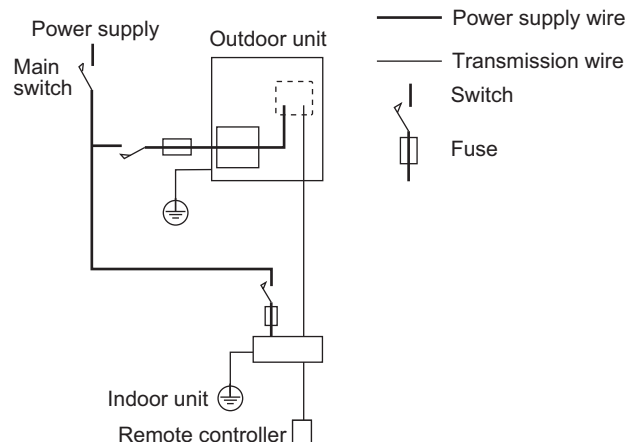 Power supply
Main
switch
Outdoor unit
Power supply wire
Transmission wire
Switch
Fuse
Indoor unit
Remote controller